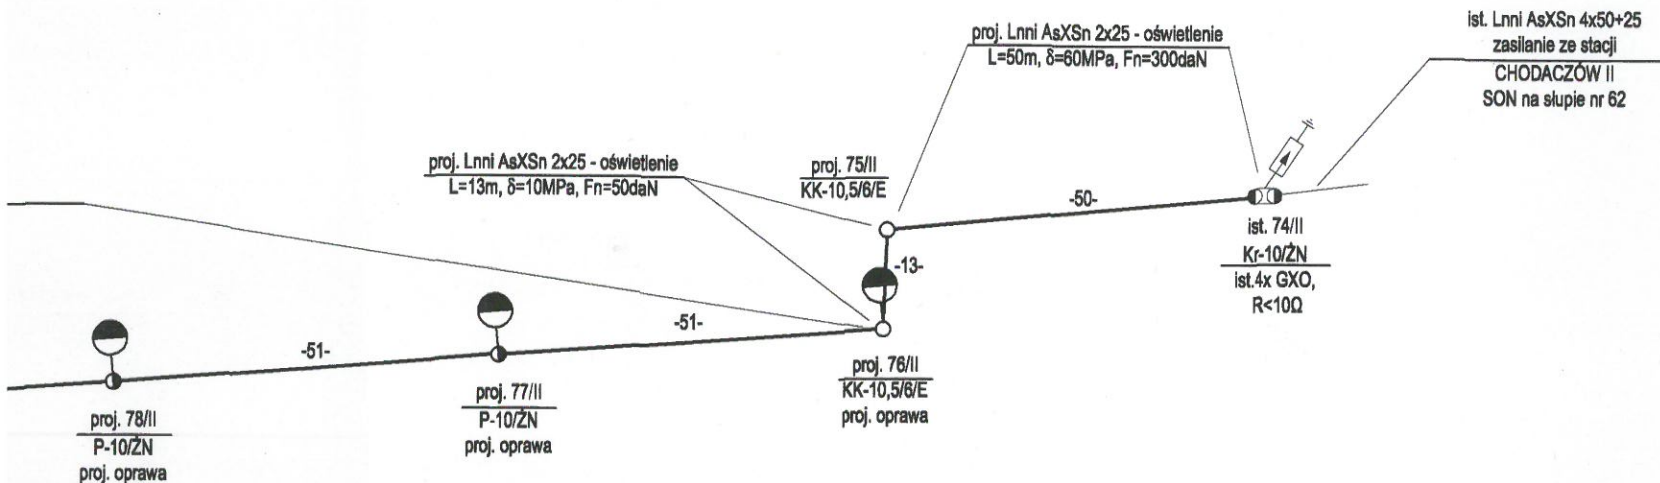 ist. Lnni AsXSn 4x50+25
zasilanie ze stacji
CHODACZÓW II
SON na słupie nr 62
proj. Lnni AsXSn 2x25 - oświetlenie
L=50m, δ=60MPa, Fn=300daN
proj. Lnni AsXSn 2x25 - oświetlenie
L=13m, δ=10MPa, Fn=50daN
proj. 75/II
KK-10,5/6/E
-50-
ist. 74/II
Kr-10/ŻN
ist.4x GXO,
R<10Ω
-13-
-51-
-51-
proj. 76/II
KK-10,5/6/E
proj. oprawa
proj. 77/II
P-10/ŻN
proj. oprawa
proj. 78/II
P-10/ŻN
proj. oprawa